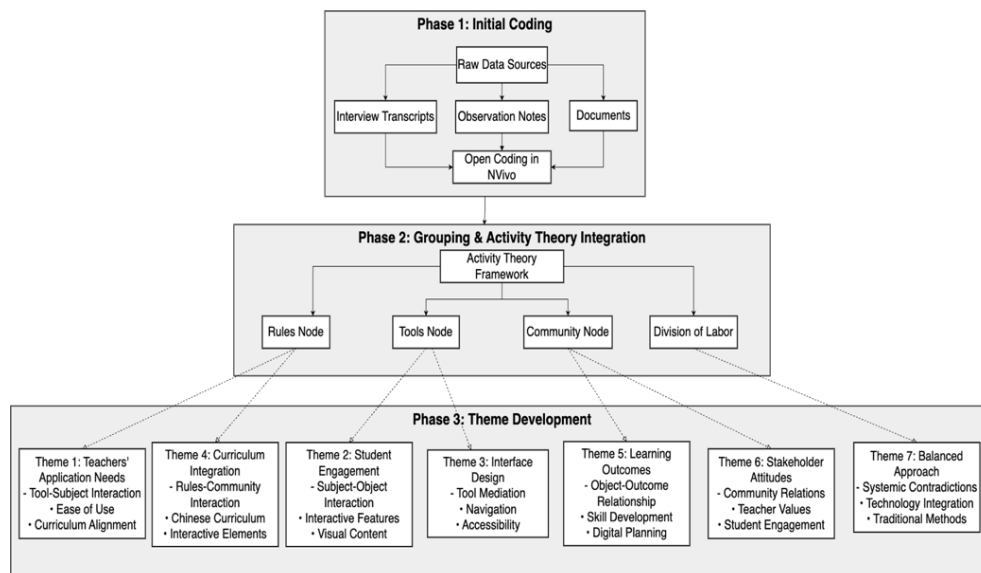 Phase 1: Initial Coding
Raw Data Sources
Interview Transcripts
Observation Notes
Documents
Open Coding in
NVivo
Phase 2: Grouping & Activity Theory Integration
Activity Theory
Framework
Rules Node
Tools Node
Community Node
Division of Labor
Phase 3: Theme Development
Theme 1: Teachers'
Application Needs
- Tool-Subject Interaction
• Ease of Use
• Curriculum Alignment
Theme 4: Curriculum
Integration
- Rules-Community
Interaction
• Chinese Curriculum
• Interactive Elements
Theme 2: Student
Engagement
- Subject-Object
Interaction
• Interactive Features
• Visual Content
Theme 3: Interface
Design
- Tool Mediation
• Navigation
• Accessibility
Theme 5: Learning
Outcomes
- Object-Outcome
Relationship
• Skill Development
• Digital Planning
Theme 6: Stakeholder
Attitudes
- Community Relations
• Teacher Values
• Student Engagement
Theme 7: Balanced
Approach
- Systemic Contradictions
• Technology Integration
• Traditional Methods